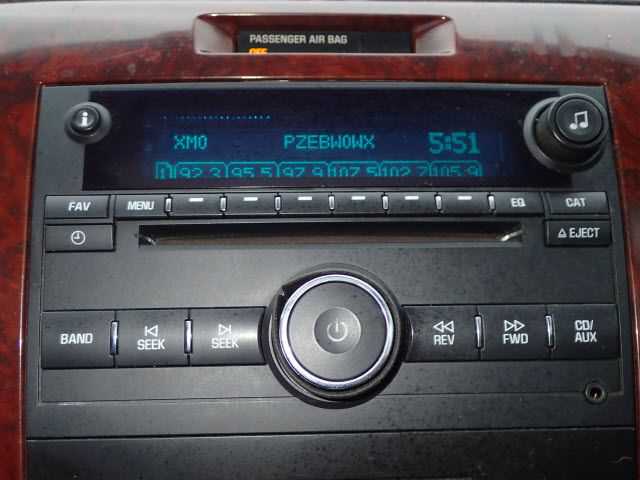 PASSENGER AIR BAG
OFF
XM0 PZEBW0WX 5:51
1 92.3 95.5 97.9 107.5 102.7 105.9
FAV MENU EQ CAT
EJECT
BAND SEEK SEEK REV FWD CD/
AUX